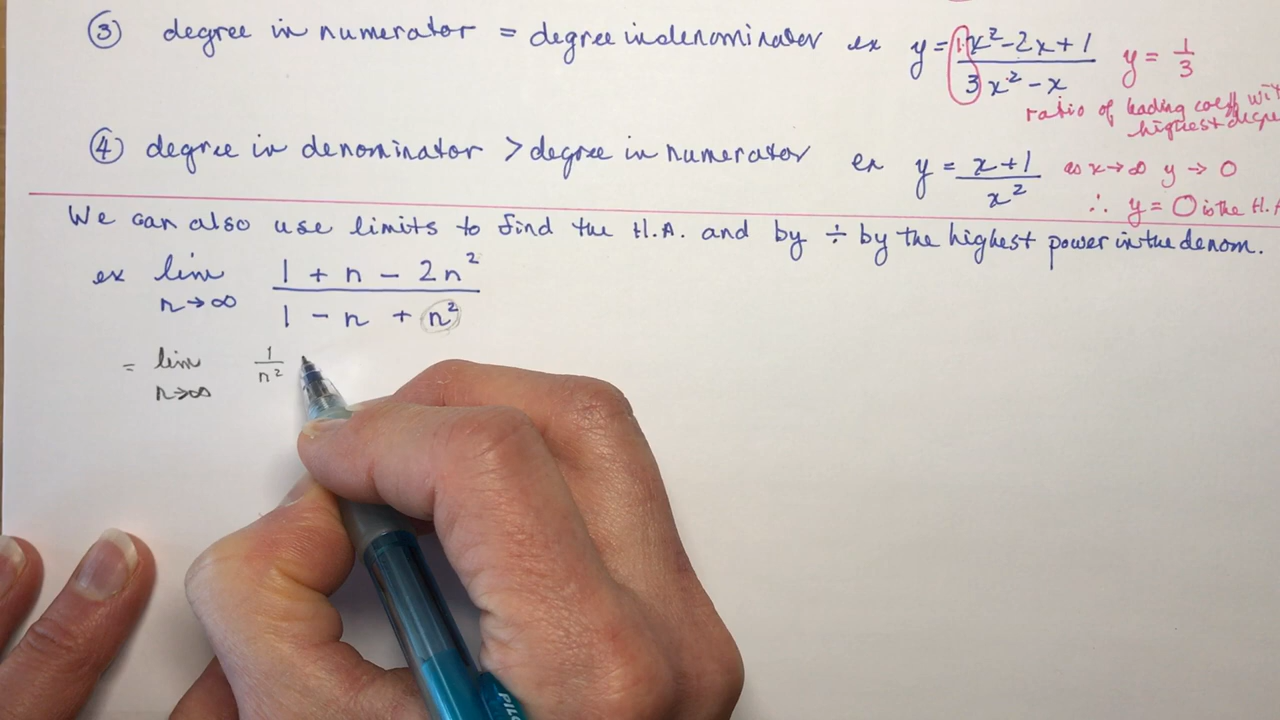 ③ degree in numerator = degree in denominator ex y = 1x²-2x+1 / 3x²-x y = 1/3
ratio of leading coeff wit
highest degre
④ degree in denominator > degree in numerator ex y = x+1 / x² as x→∞ y→0
∴ y = 0 is the H.A
We can also use limits to find the H.A. and by ÷ by the highest power in the denom.
ex lim n→∞ 1 + n - 2n² / 1 - n + n²
= lim n→∞ 1/n²
PILO